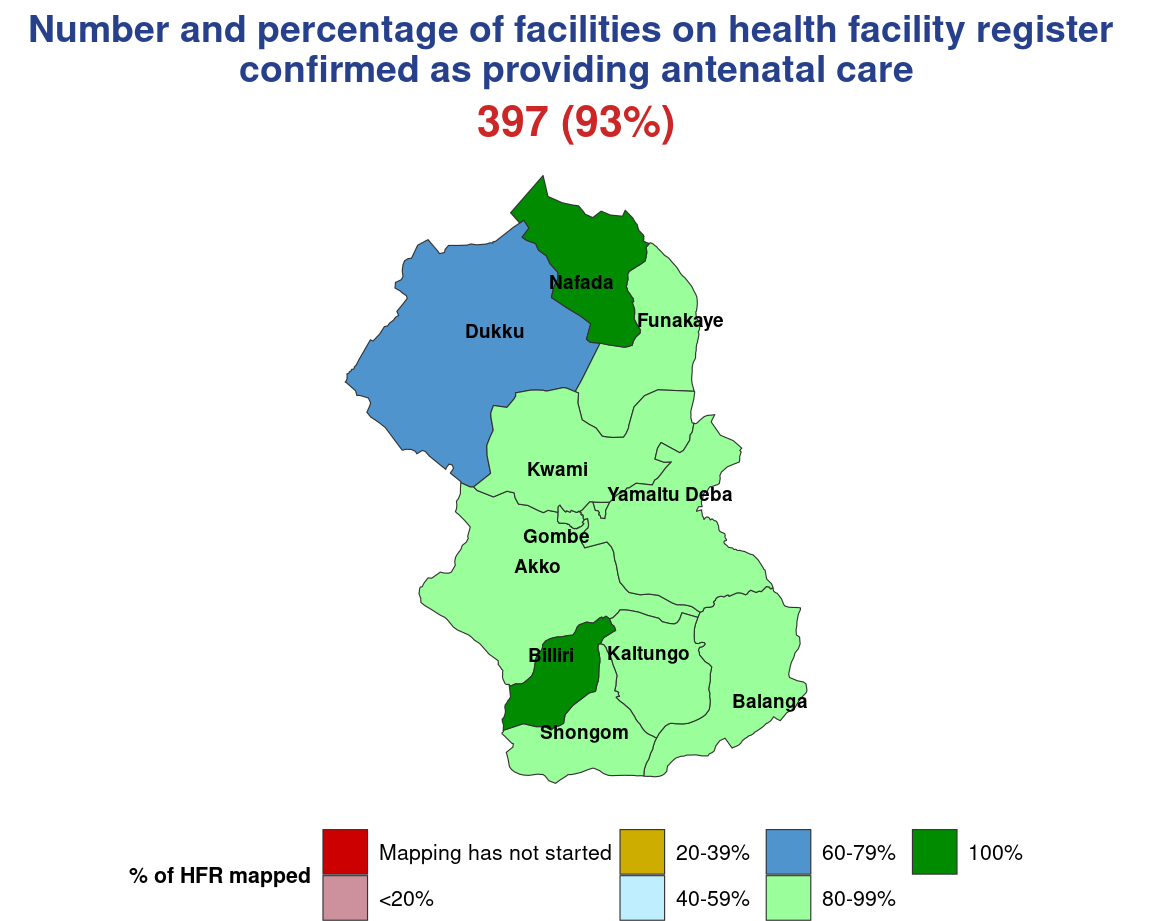 Number and percentage of facilities on health facility register
confirmed as providing antenatal care
397 (93%)
Nafada
Funakaye
Dukku
Kwami
Yamaltu Deba
Gombe
Akko
Billiri
Kaltungo
Balanga
Shongom
% of HFR mapped
Mapping has not started
<20%
20-39%
40-59%
60-79%
80-99%
100%